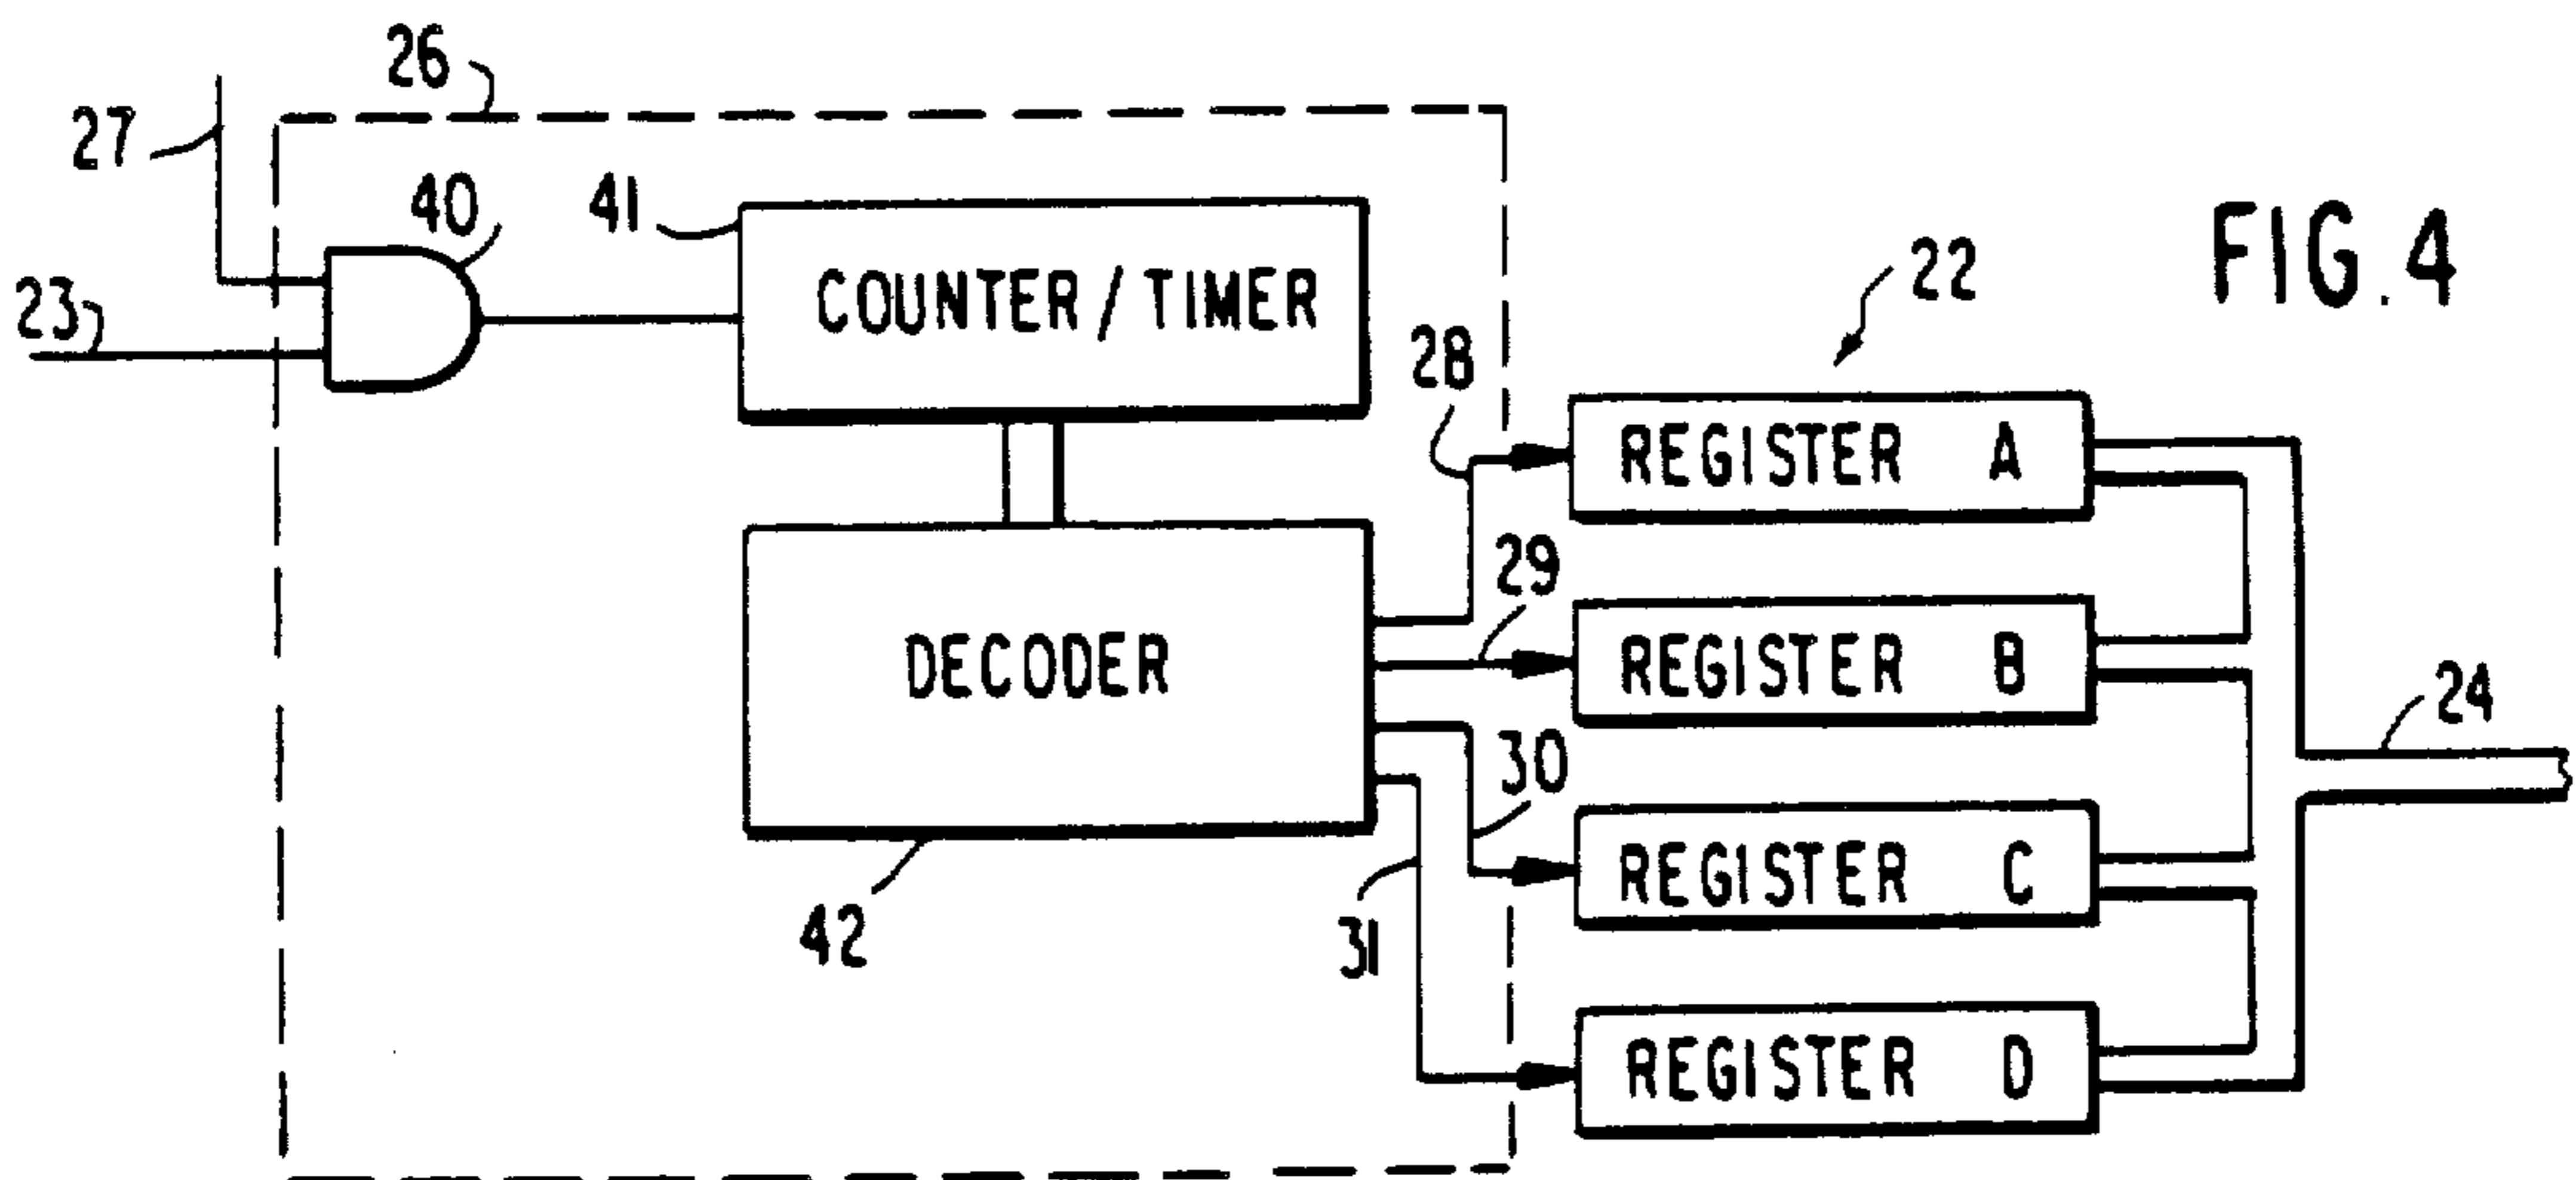 26
27
40
41
COUNTER / TIMER
FIG. 4
22
23
28
REGISTER A
29
DECODER
REGISTER B
24
30
REGISTER C
42
31
REGISTER D